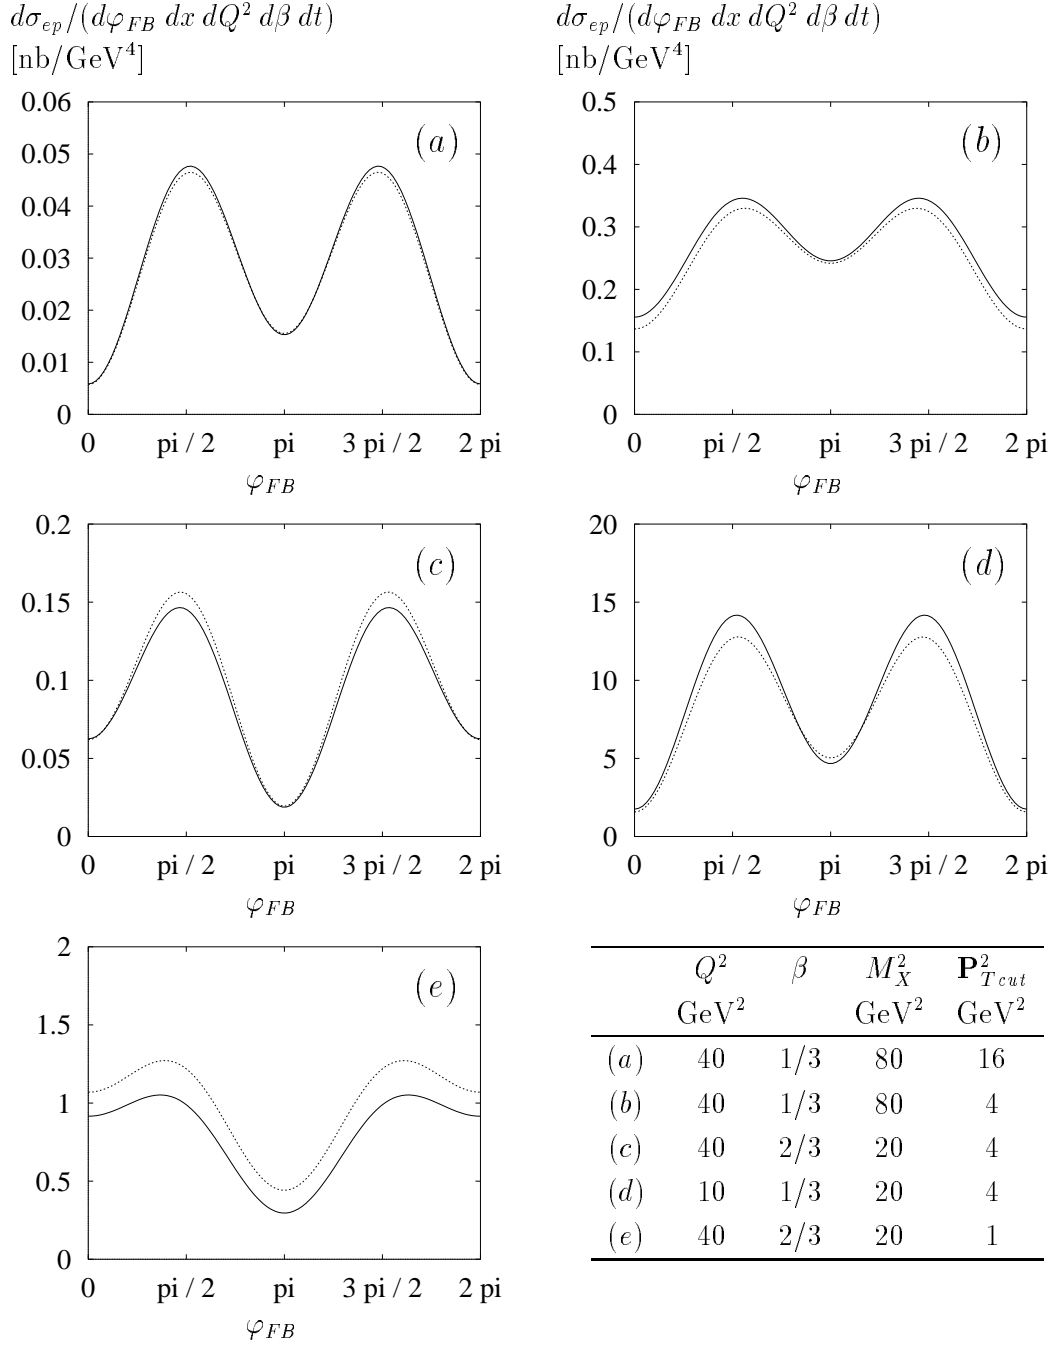 dσ_ep/(dφ_FB dx dQ² dβ dt)
[nb/GeV⁴]
(a)
0.06
0.05
0.04
0.03
0.02
0.01
0
0 pi / 2 pi 3 pi / 2 2 pi
φ_FB
dσ_ep/(dφ_FB dx dQ² dβ dt)
[nb/GeV⁴]
(b)
0.5
0.4
0.3
0.2
0.1
0
0 pi / 2 pi 3 pi / 2 2 pi
φ_FB
(c)
0.2
0.15
0.1
0.05
0
0 pi / 2 pi 3 pi / 2 2 pi
φ_FB
(d)
20
15
10
5
0
0 pi / 2 pi 3 pi / 2 2 pi
φ_FB
(e)
2
1.5
1
0.5
0
0 pi / 2 pi 3 pi / 2 2 pi
φ_FB
Q² β M_X² P²_T cut
GeV² GeV² GeV²
(a) 40 1/3 80 16
(b) 40 1/3 80 4
(c) 40 2/3 20 4
(d) 10 1/3 20 4
(e) 40 2/3 20 1